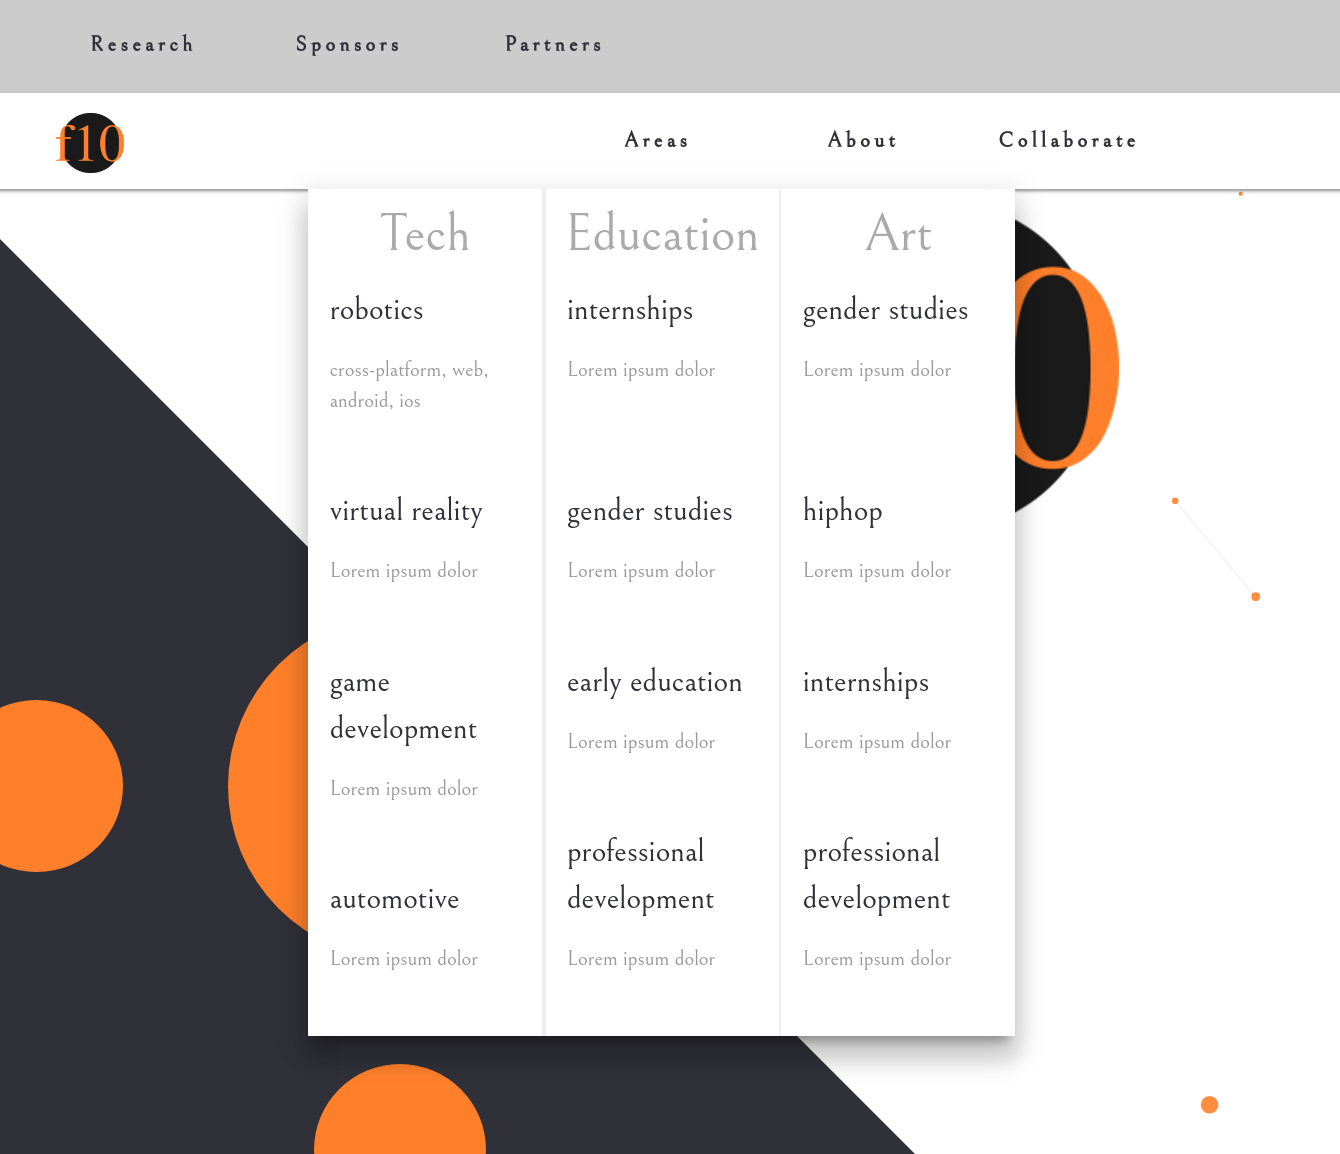 Research Sponsors Partners
f10
Areas About Collaborate
Tech
robotics
cross-platform, web,
android, ios
virtual reality
Lorem ipsum dolor
game
development
Lorem ipsum dolor
automotive
Lorem ipsum dolor
Education
internships
Lorem ipsum dolor
gender studies
Lorem ipsum dolor
early education
Lorem ipsum dolor
professional
development
Lorem ipsum dolor
Art
gender studies
Lorem ipsum dolor
hiphop
Lorem ipsum dolor
internships
Lorem ipsum dolor
professional
development
Lorem ipsum dolor
0